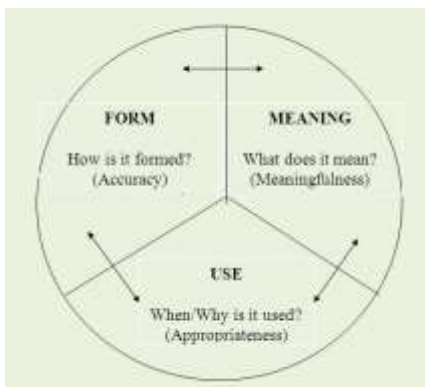 FORM
How is it formed?
(Accuracy)
MEANING
What does it mean?
(Meaningfulness)
USE
When/Why is it used?
(Appropriateness)